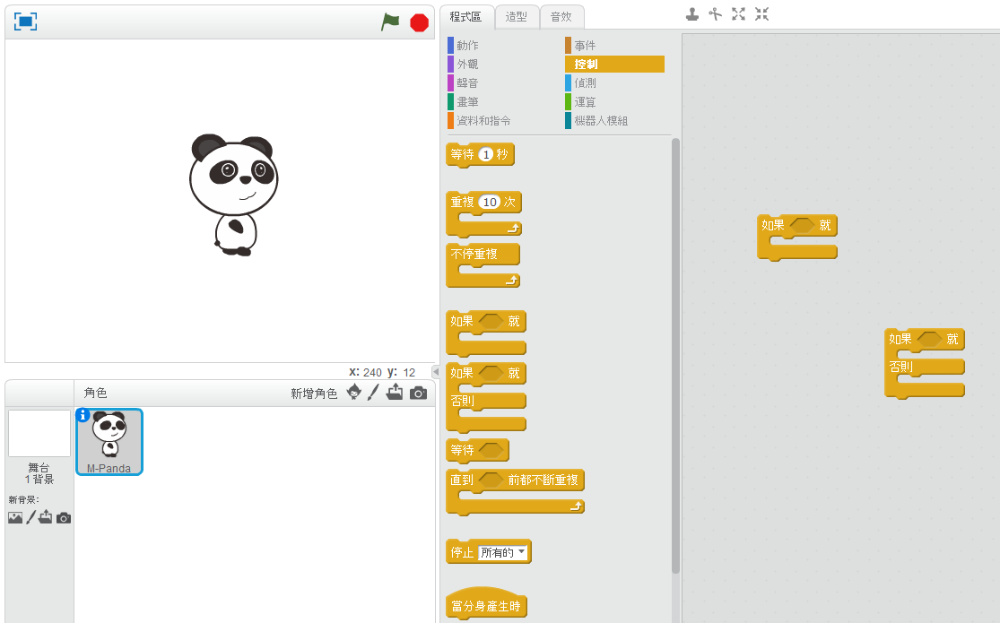 程式區 造型 音效
動作 事件
外觀 控制
聲音 偵測
畫筆 運算
資料和指令 機器人模組
等待 1 秒
重複 10 次
不停重複
如果 就
如果 就
否則
等待
直到 前都不斷重複
停止 所有的
當分身產生時
如果 就
如果 就
否則
x: 240 y: 12
角色 新增角色
M-Panda
舞台
1 背景
新背景: